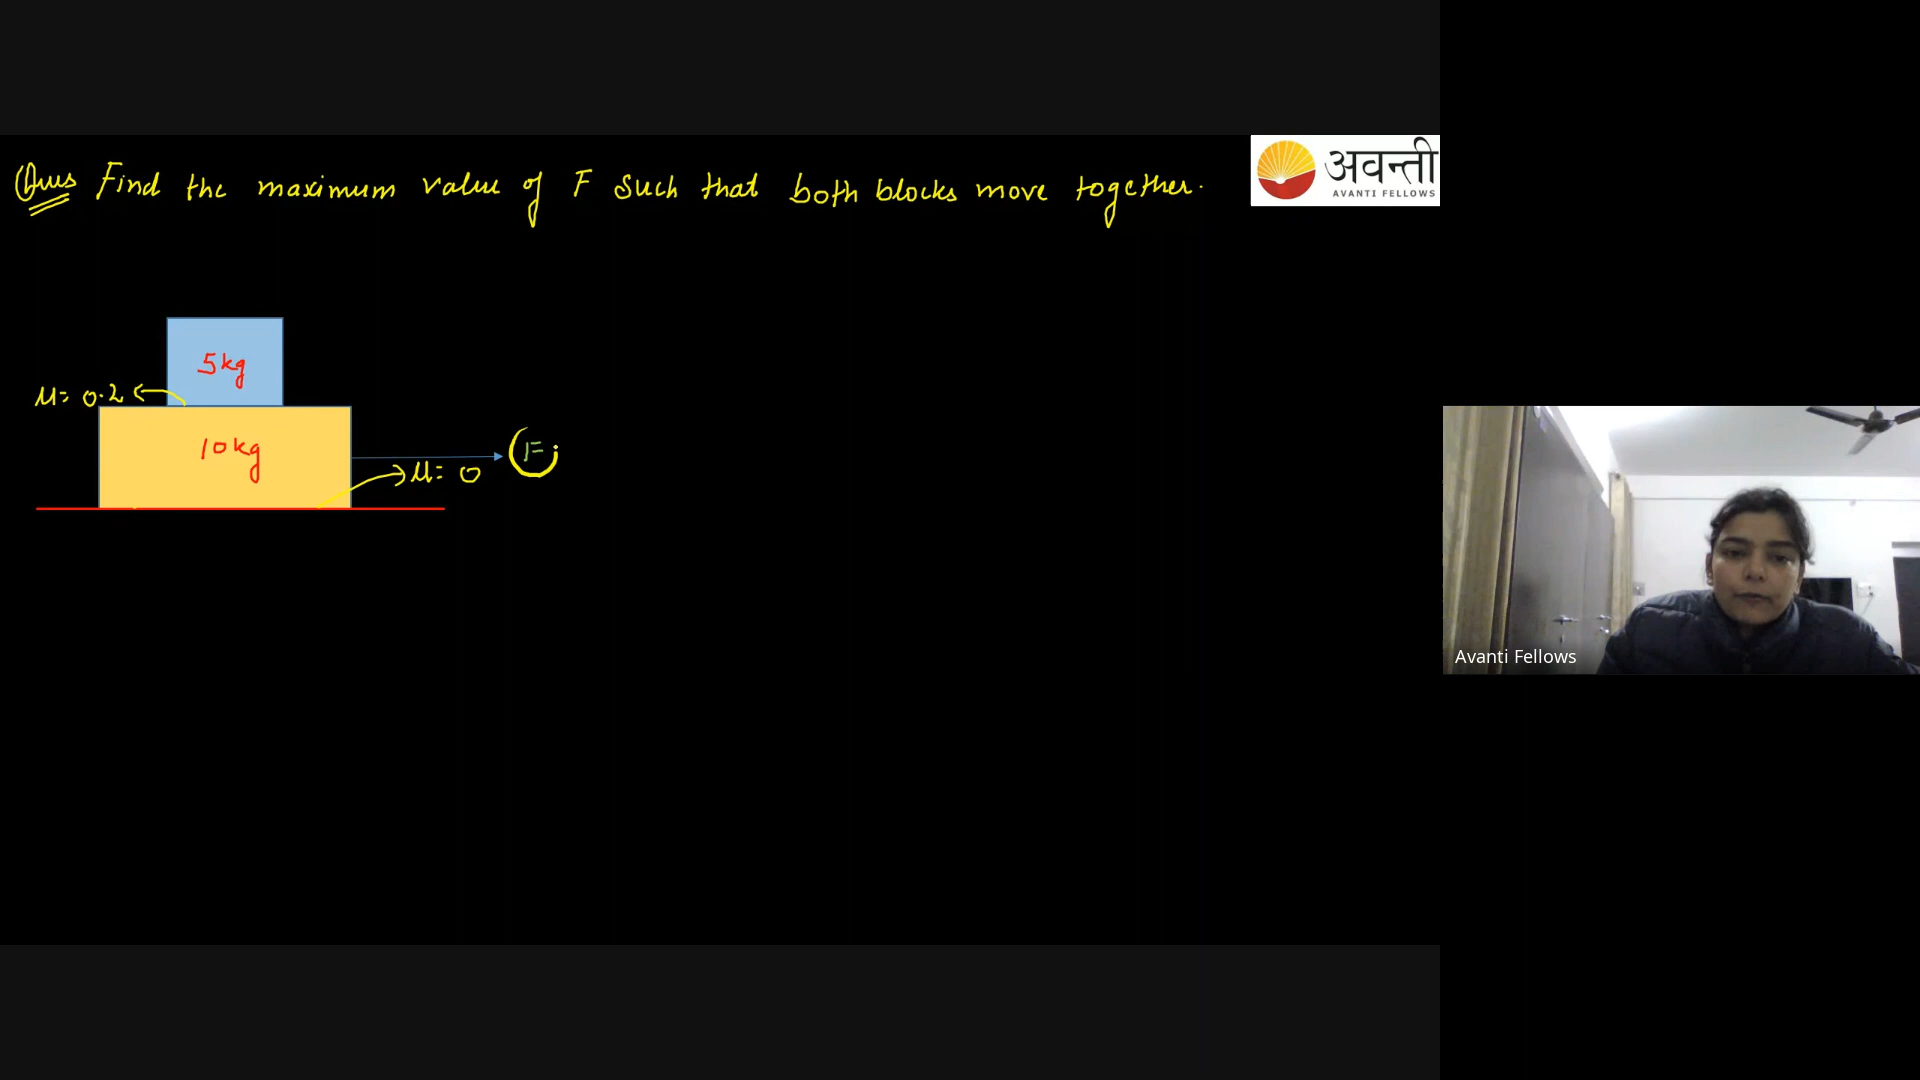 Ques Find the maximum value of F such that both blocks move together.
अवन्ती
AVANTI FELLOWS
5kg
μ= 0.2
10kg
F
μ= 0
Avanti Fellows